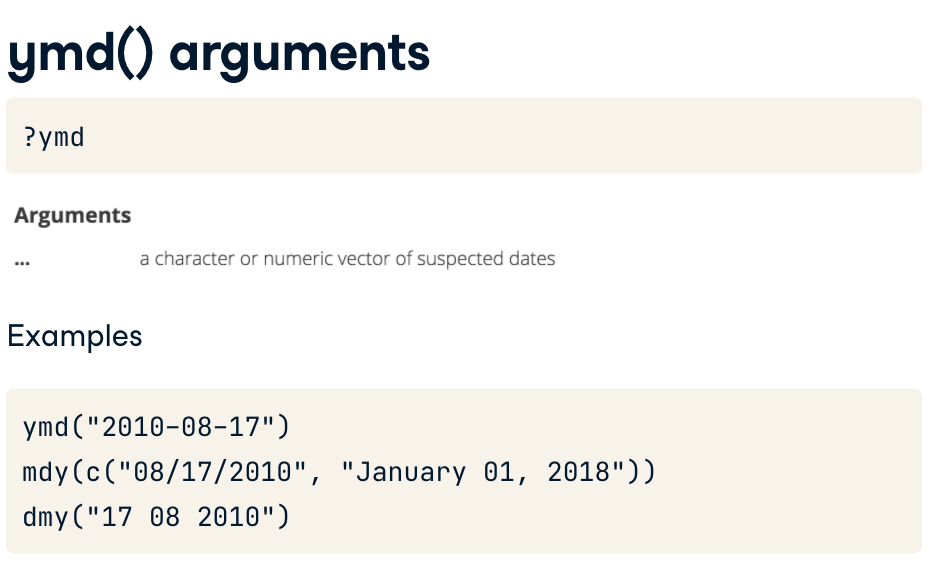 ymd() arguments
?ymd
Arguments
... a character or numeric vector of suspected dates
Examples
ymd("2010-08-17")
mdy(c("08/17/2010", "January 01, 2018"))
dmy("17 08 2010")